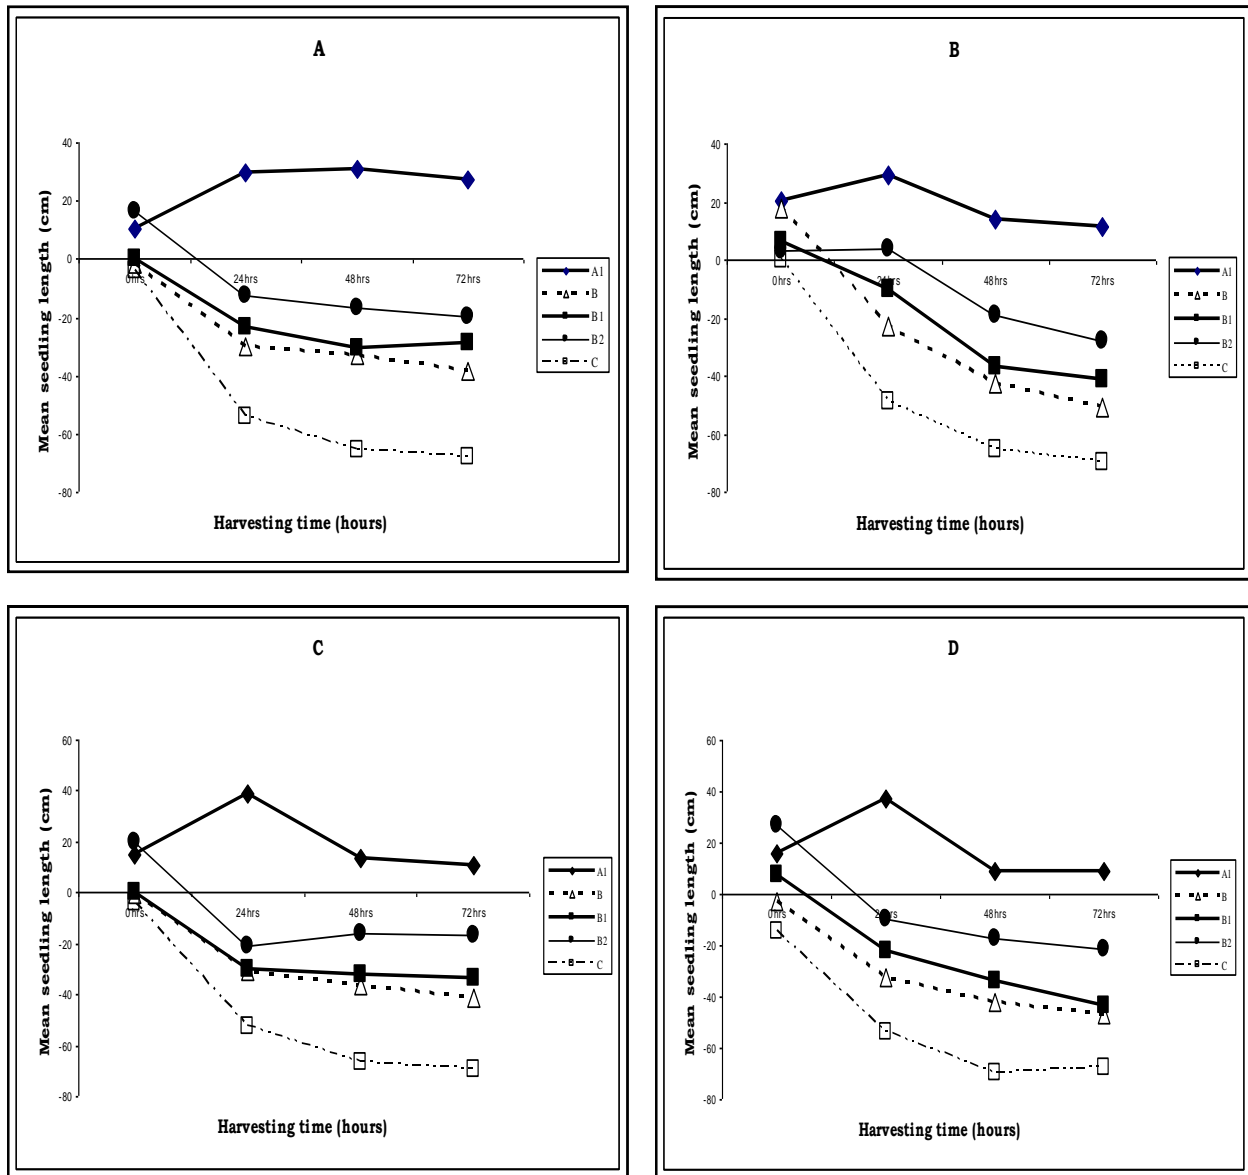 A
Mean seedling length (cm)
40
20
0
-20
-40
-60
-80
0hrs
24hrs
48hrs
72hrs
A1
B
B1
B2
C
Harvesting time (hours)
B
Mean seedling length (cm)
40
20
0
-20
-40
-60
-80
0hrs
24hrs
48hrs
72hrs
A1
B
B1
B2
C
Harvesting time (hours)
C
Mean seedling length (cm)
60
40
20
0
-20
-40
-60
-80
0hrs
24hrs
48hrs
72hrs
A1
B
B1
B2
C
Harvesting time (hours)
D
Mean seedling length (cm)
60
40
20
0
-20
-40
-60
-80
0hrs
24hrs
48hrs
72hrs
A1
B
B1
B2
C
Harvesting time (hours)